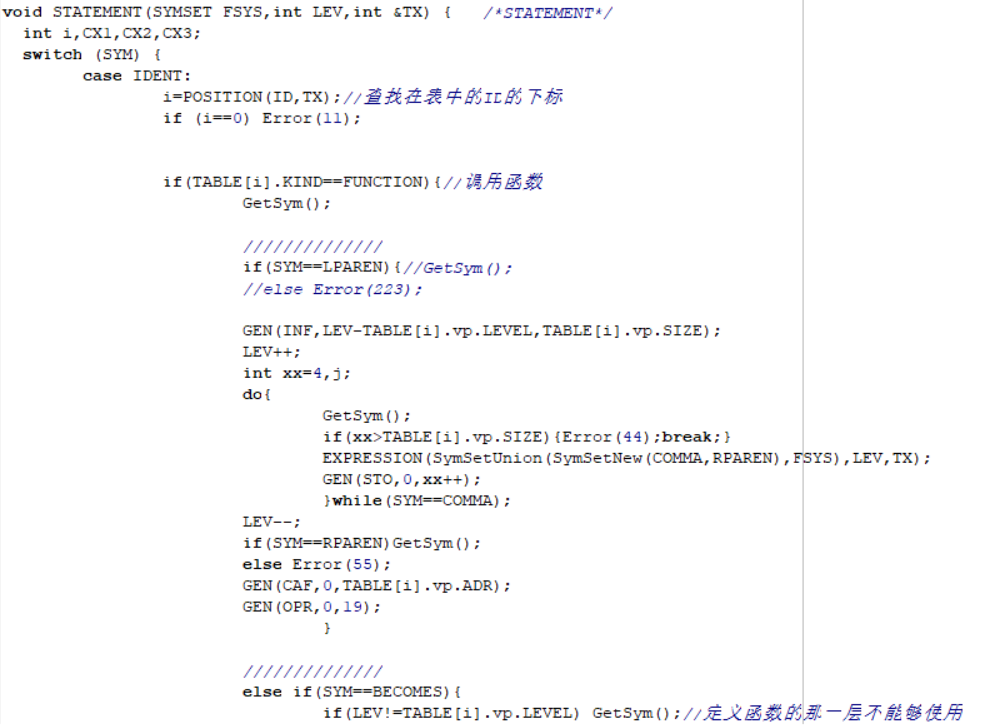 void STATEMENT(SYMSET FSYS,int LEV,int &TX) {   /*STATEMENT*/
int i,CX1,CX2,CX3;
switch (SYM) {
case IDENT:
i=POSITION(ID,TX);//查找在表中的ID的下标
if (i==0) Error(11);
if(TABLE[i].KIND==FUNCTION){//调用函数
GetSym();
//////////////
if(SYM==LPAREN){//GetSym();
//else Error(223);
GEN(INF,LEV-TABLE[i].vp.LEVEL,TABLE[i].vp.SIZE);
LEV++;
int xx=4,j;
do{
GetSym();
if(xx>TABLE[i].vp.SIZE){Error(44);break;}
EXPRESSION(SymSetUnion(SymSetNew(COMMA,RPAREN),FSYS),LEV,TX);
GEN(STO,0,xx++);
}while(SYM==COMMA);
LEV--;
if(SYM==RPAREN)GetSym();
else Error(55);
GEN(CAF,0,TABLE[i].vp.ADR);
GEN(OPR,0,19);
}
//////////////
else if(SYM==BECOMES){
if(LEV!=TABLE[i].vp.LEVEL) GetSym();//定义函数的那一层不能够使用